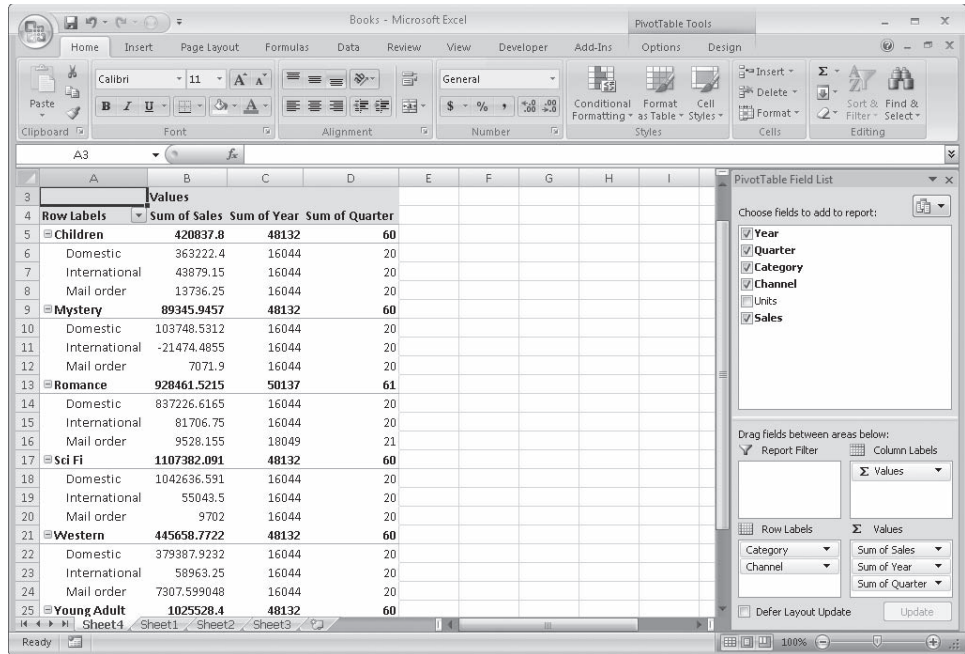 Books - Microsoft Excel
PivotTable Tools
Home Insert Page Layout Formulas Data Review View Developer Add-Ins Options Design
Paste
Clipboard
Calibri 11 A A
B I U A
Font
Alignment
General
$ % , .0 .00 .00 .0
Number
Conditional Formatting
Format as Table
Cell Styles
Styles
Insert
Delete
Format
Cells
Σ
Sort & Filter
Find & Select
Editing
A3 fx
A B C D E F G H I
3 Values
4 Row Labels Sum of Sales Sum of Year Sum of Quarter
5 Children 420837.8 48132 60
6 Domestic 363222.4 16044 20
7 International 43879.15 16044 20
8 Mail order 13736.25 16044 20
9 Mystery 89345.9457 48132 60
10 Domestic 103748.5312 16044 20
11 International -21474.4855 16044 20
12 Mail order 7071.9 16044 20
13 Romance 928461.5215 50137 61
14 Domestic 837226.6165 16044 20
15 International 81706.75 16044 20
16 Mail order 9528.155 18049 21
17 Sci Fi 1107382.091 48132 60
18 Domestic 1042636.591 16044 20
19 International 55043.5 16044 20
20 Mail order 9702 16044 20
21 Western 445658.7722 48132 60
22 Domestic 379387.9232 16044 20
23 International 58963.25 16044 20
24 Mail order 7307.599048 16044 20
25 Young Adult 1025528.4 48132 60
Sheet4 Sheet1 Sheet2 Sheet3
Ready
100%
PivotTable Field List
Choose fields to add to report:
Year
Quarter
Category
Channel
Units
Sales
Drag fields between areas below:
Report Filter
Column Labels
Σ Values
Row Labels
Σ Values
Category
Sum of Sales
Channel
Sum of Year
Sum of Quarter
Defer Layout Update
Update